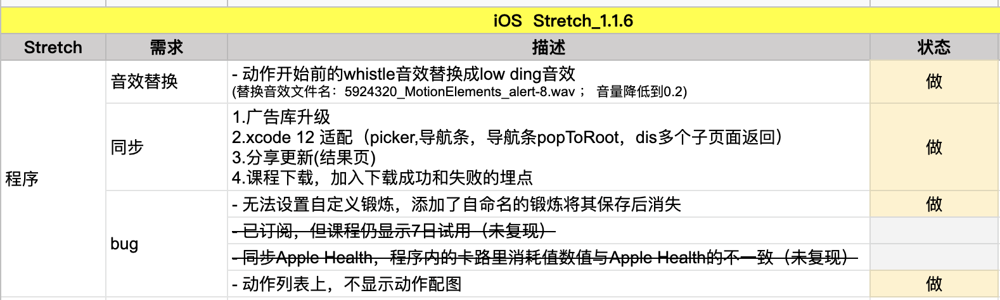 iOS  Stretch_1.1.6
Stretch 需求 描述 状态
程序
音效替换
- 动作开始前的whistle音效替换成low ding音效
(替换音效文件名：5924320_MotionElements_alert-8.wav； 音量降低到0.2)
做
同步
1.广告库升级
2.xcode 12 适配（picker,导航条，导航条popToRoot，dis多个子页面返回）
3.分享更新(结果页)
4.课程下载，加入下载成功和失败的埋点
做
bug
- 无法设置自定义锻炼，添加了自命名的锻炼将其保存后消失
做
- 已订阅，但课程仍显示7日试用（未复现）
- 同步Apple Health，程序内的卡路里消耗值数值与Apple Health的不一致（未复现）
- 动作列表上，不显示动作配图
做